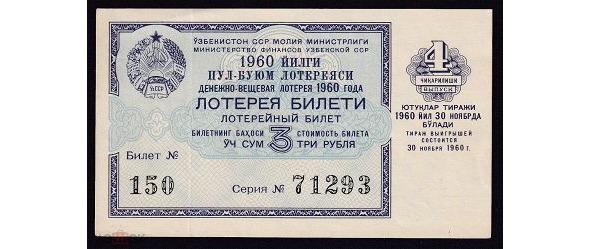 ЎЗБЕКИСТОН ССР МОЛИЯ МИНИСТРЛИГИ
МИНИСТЕРСТВО ФИНАНСОВ УЗБЕКСКОЙ ССР
1960 ЙИЛГИ
ПУЛ-БУЮМ ЛОТЕРЕЯСИ
ДЕНЕЖНО-ВЕЩЕВАЯ ЛОТЕРЕЯ 1960 ГОДА
ЛОТЕРЕЯ БИЛЕТИ
ЛОТЕРЕЙНЫЙ БИЛЕТ
БИЛЕТНИНГ БАҲОСИ 3 СТОИМОСТЬ БИЛЕТА
ЎЧ СУМ ТРИ РУБЛЯ
Билет №
150 Серия № 71293
4
ЧИҚАРИЛИШИ
ВЫПУСК
ЮТУҚЛАР ТИРАЖИ
1960 ЙИЛ 30 НОЯБРДА
БЎЛАДИ
ТИРАЖ ВЫИГРЫШЕЙ
СОСТОИТСЯ
30 НОЯБРЯ 1960 Г.